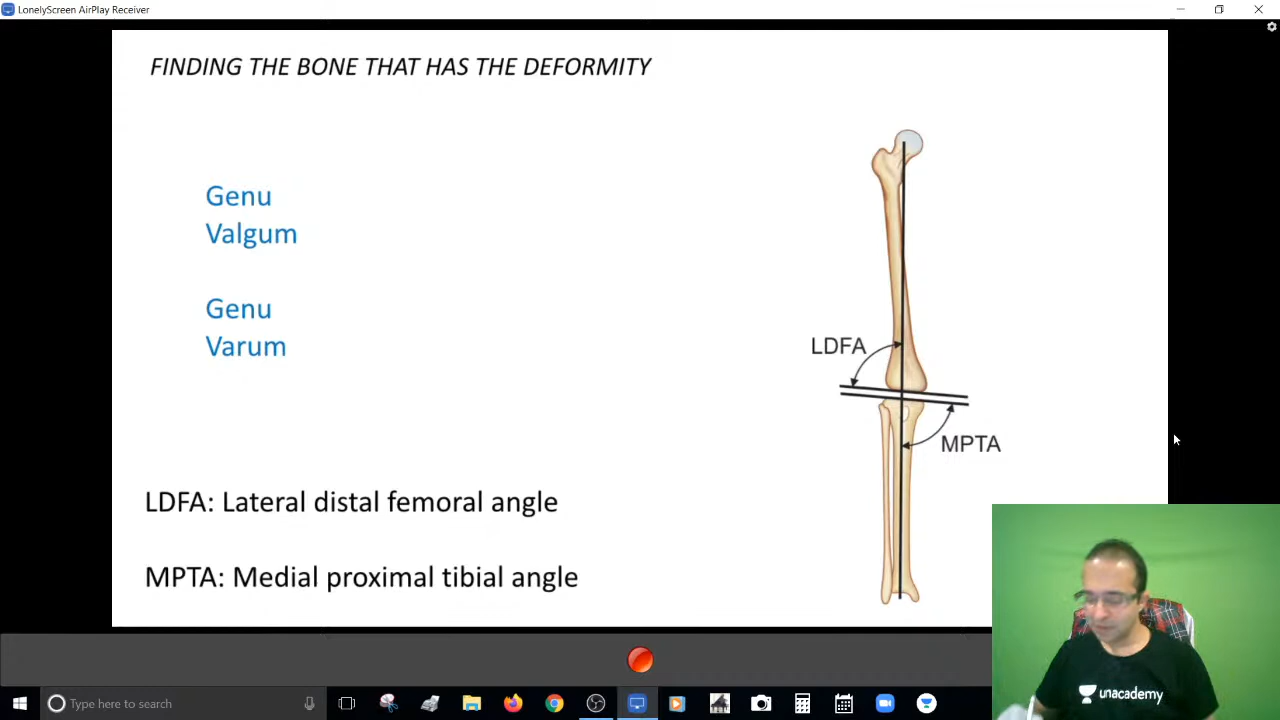 LonelyScreen AirPlay Receiver
FINDING THE BONE THAT HAS THE DEFORMITY
Genu
Valgum
Genu
Varum
LDFA
MPTA
LDFA: Lateral distal femoral angle
MPTA: Medial proximal tibial angle
unacademy
Type here to search